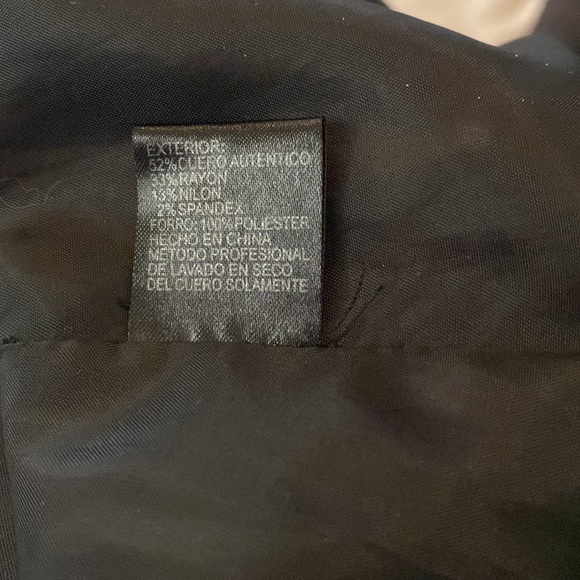 EXTERIOR:
52%CUERO AUTENTICO
33%RAYON
13%NILON
2%SPANDEX
FORRO: 100%POLIESTER
HECHO EN CHINA
METODO PROFESIONAL
DE LAVADO EN SECO
DEL CUERO SOLAMENTE